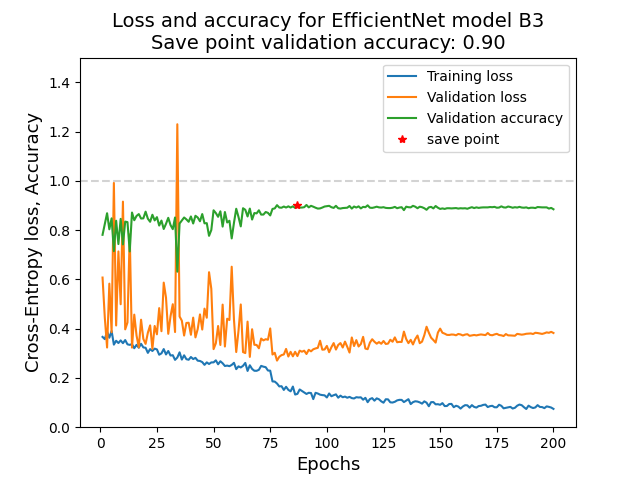 Loss and accuracy for EfficientNet model B3
Save point validation accuracy: 0.90
Training loss
Validation loss
Validation accuracy
save point
Cross-Entropy loss, Accuracy
1.4
1.2
1.0
0.8
0.6
0.4
0.2
0.0
0 25 50 75 100 125 150 175 200
Epochs